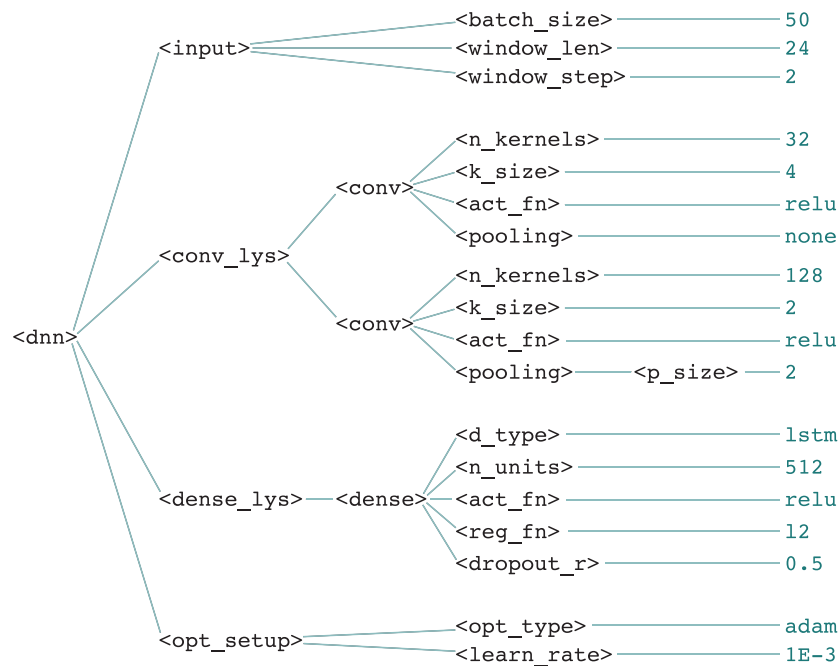 <batch_size> 50
<input> <window_len> 24
<window_step> 2
<n_kernels> 32
<k_size> 4
<conv>
<act_fn> relu
<pooling> none
<conv_lys>
<n_kernels> 128
<k_size> 2
<conv>
<dnn> <act_fn> relu
<pooling> <p_size> 2
<d_type> lstm
<n_units> 512
<dense_lys> <dense> <act_fn> relu
<reg_fn> l2
<dropout_r> 0.5
<opt_type> adam
<opt_setup>
<learn_rate> 1E-3